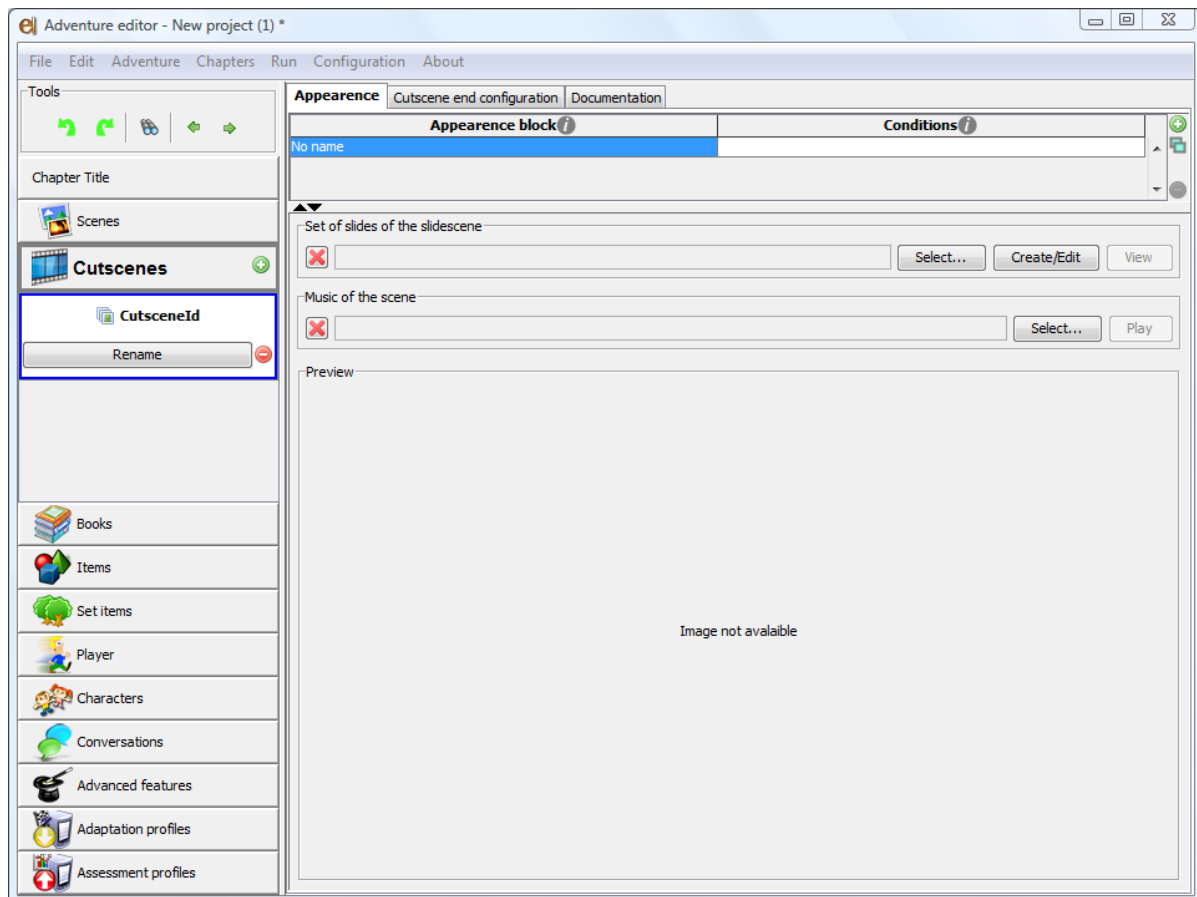 Adventure editor - New project (1) *
File Edit Adventure Chapters Run Configuration About
Tools
Chapter Title
Scenes
Cutscenes
CutsceneId
Rename
Books
Items
Set items
Player
Characters
Conversations
Advanced features
Adaptation profiles
Assessment profiles
Appearence Cutscene end configuration Documentation
Appearence block Conditions
No name
Set of slides of the slidescene
Select... Create/Edit View
Music of the scene
Select... Play
Preview
Image not avalaible